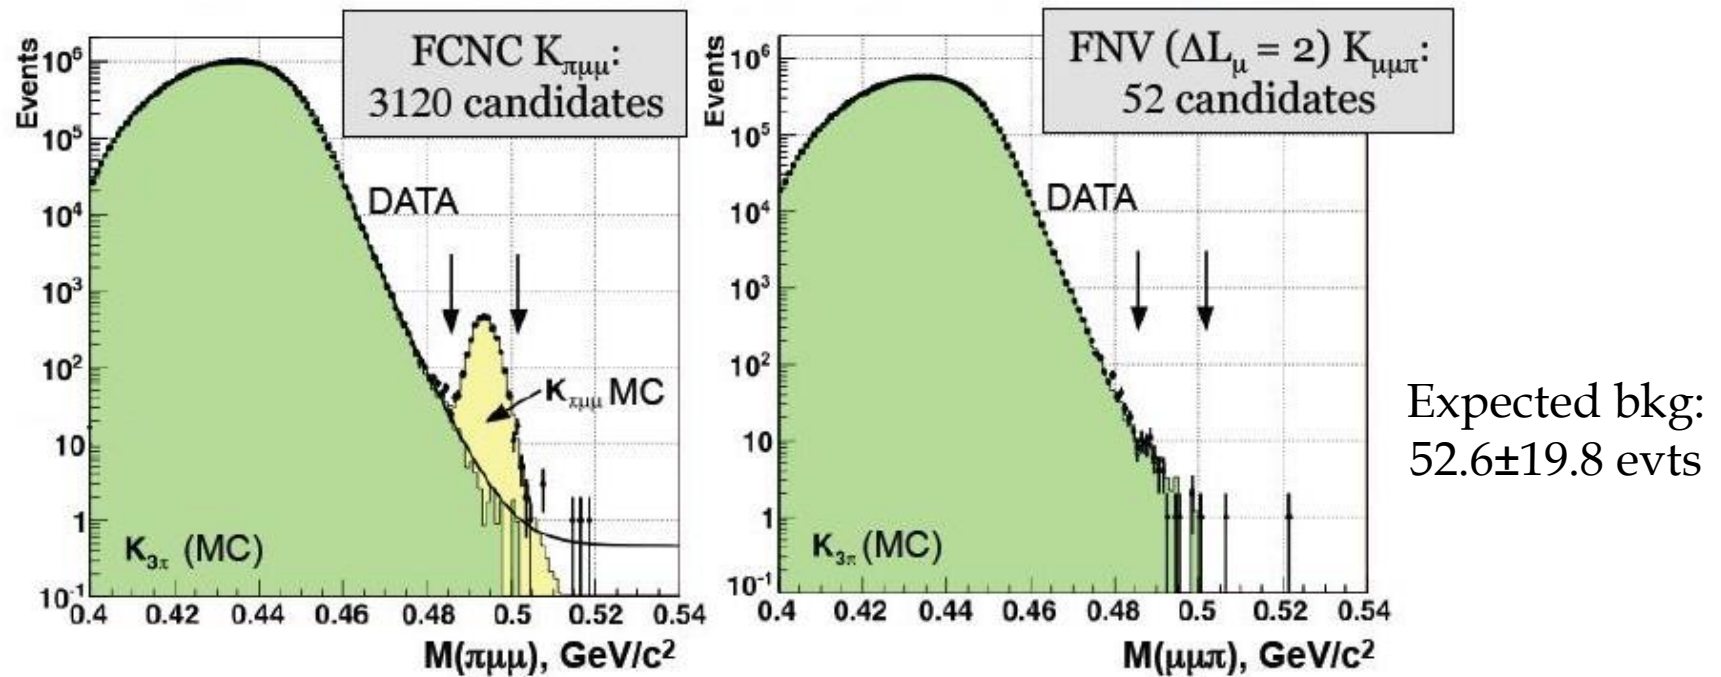 FCNC Kπμμ:
3120 candidates
Events
10⁶
10⁵
10⁴
10³
10²
10
1
10⁻¹
DATA
Kπμμ MC
K3π (MC)
0.4 0.42 0.44 0.46 0.48 0.5 0.52 0.54
M(πμμ), GeV/c²
FNV (ΔLμ = 2) Kμμπ:
52 candidates
Events
10⁶
10⁵
10⁴
10³
10²
10
1
10⁻¹
DATA
K3π (MC)
0.4 0.42 0.44 0.46 0.48 0.5 0.52 0.54
M(μμπ), GeV/c²
Expected bkg:
52.6±19.8 evts